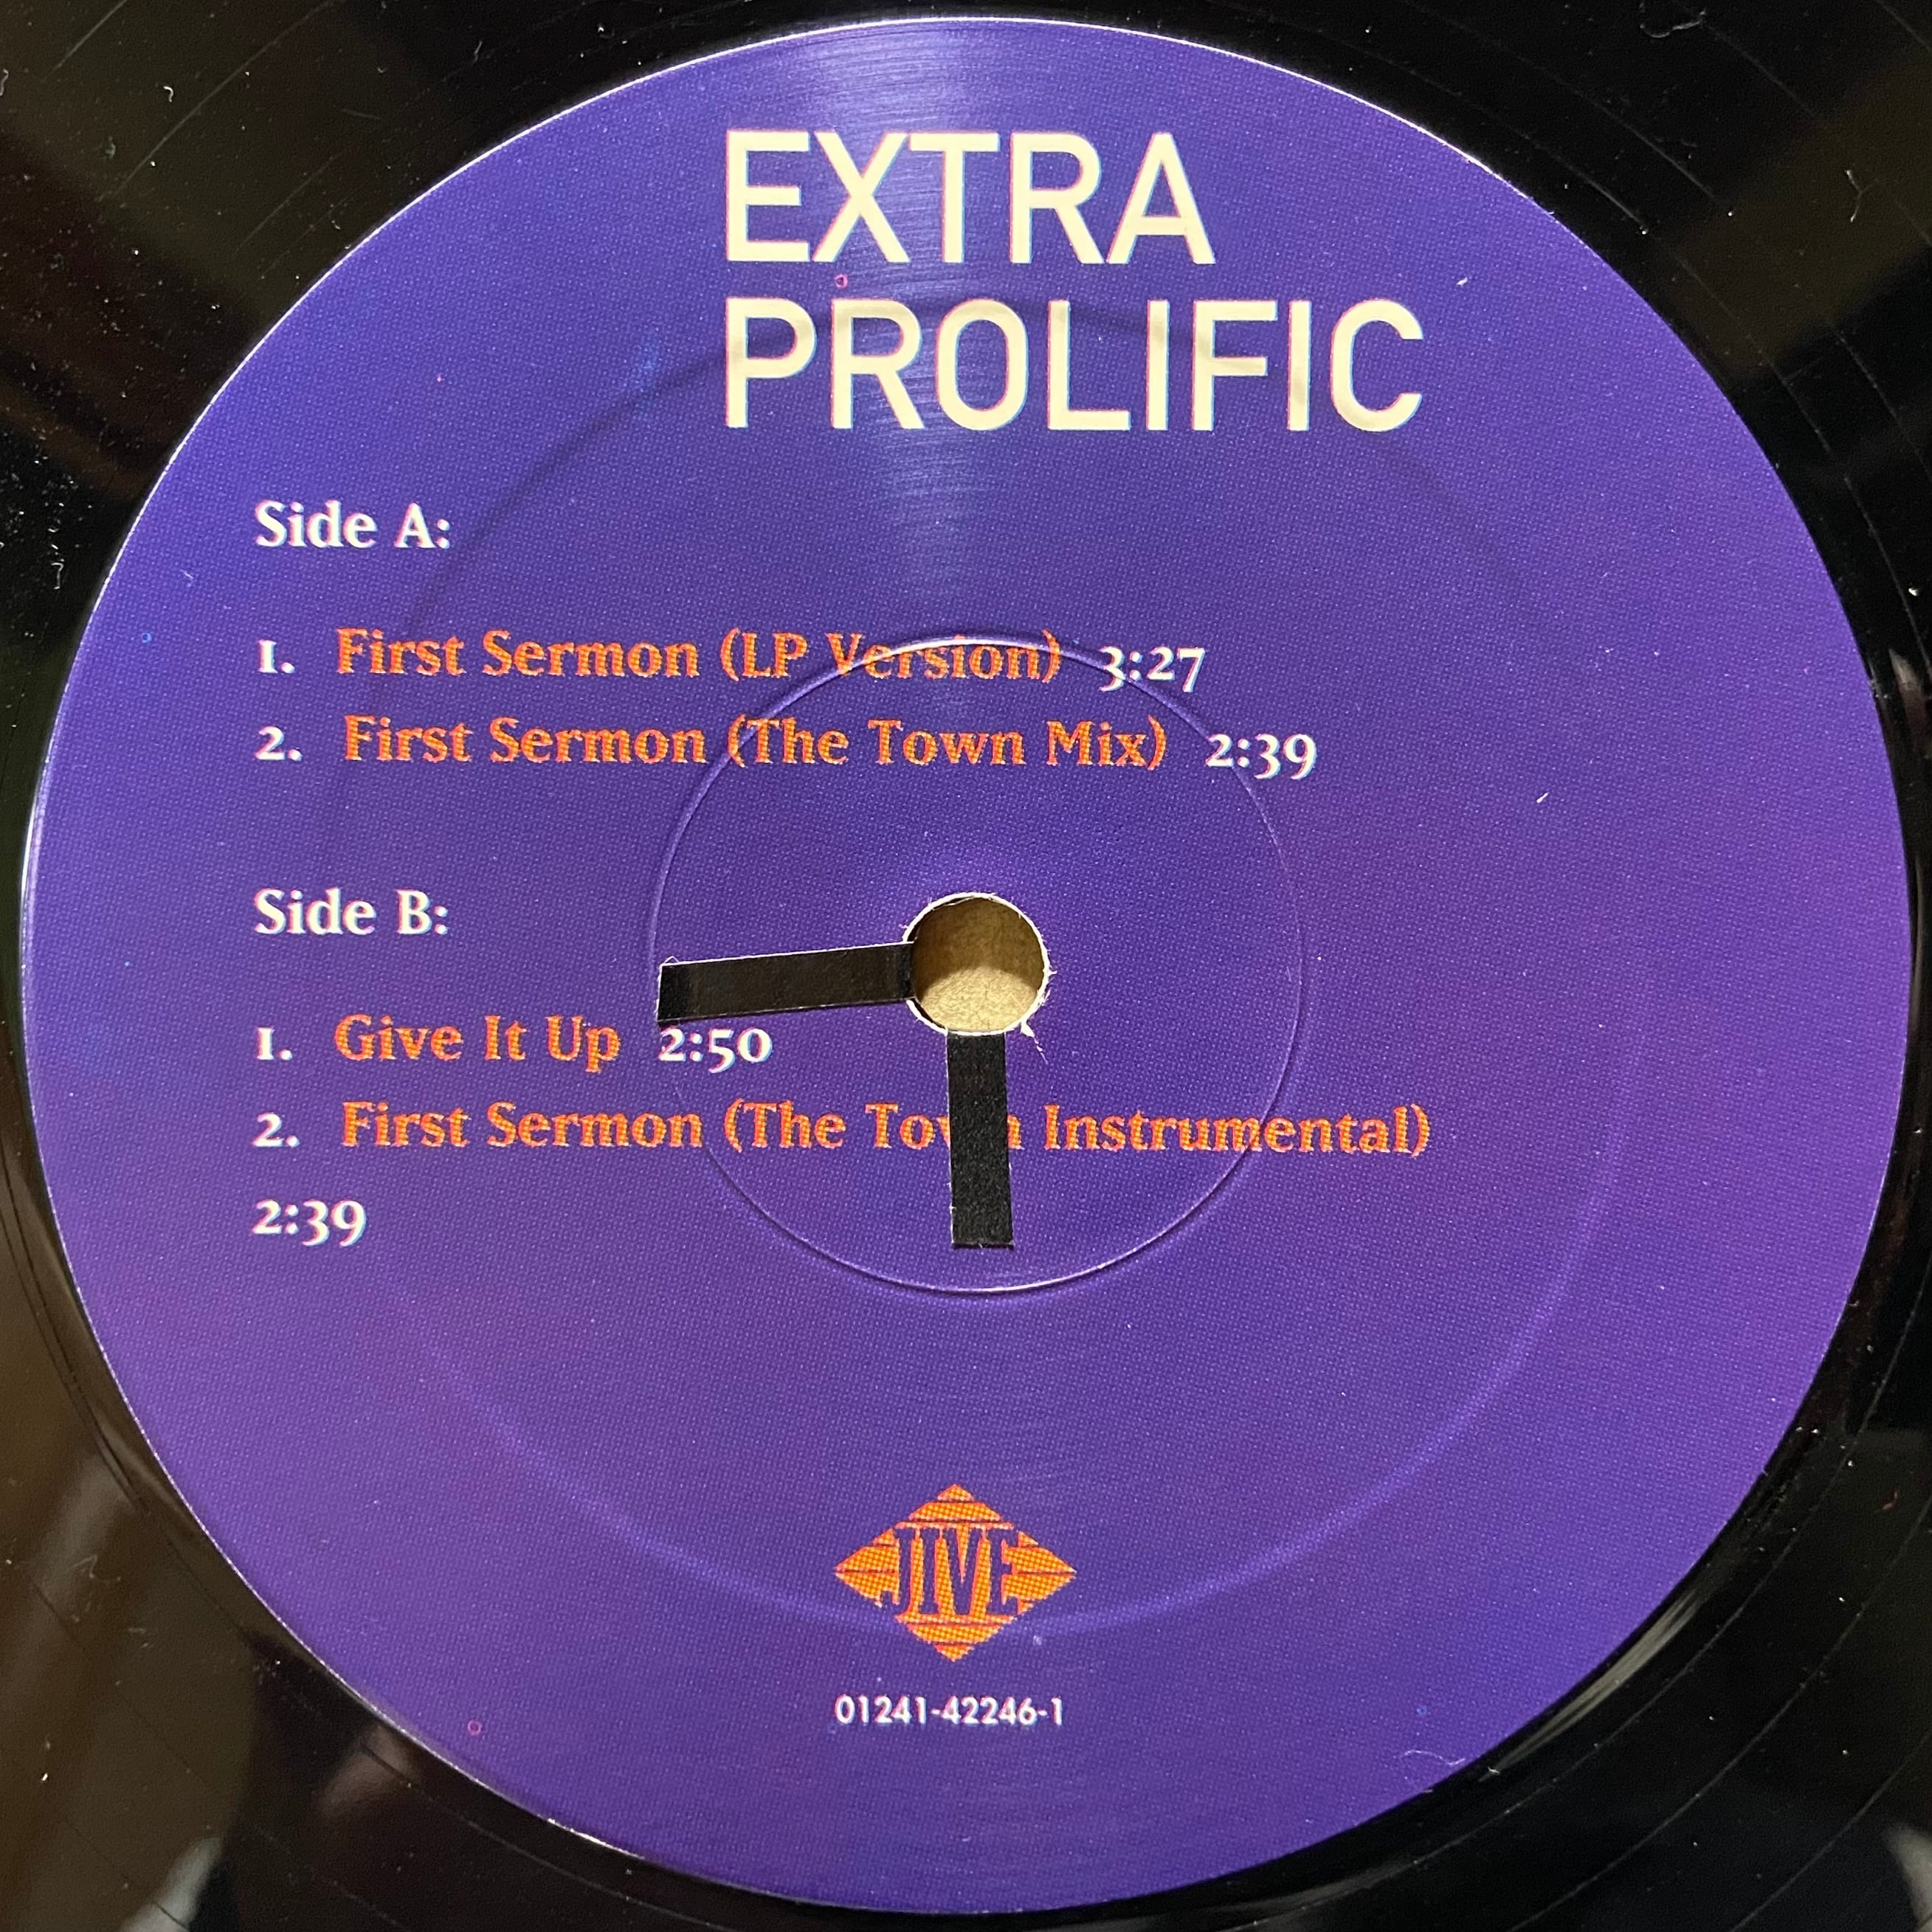 EXTRA
PROLIFIC
Side A:
1. First Sermon (LP Version) 3:27
2. First Sermon (The Town Mix) 2:39
Side B:
1. Give It Up 2:50
2. First Sermon (The Town Instrumental)
2:39
JIVE
01241-42246-1